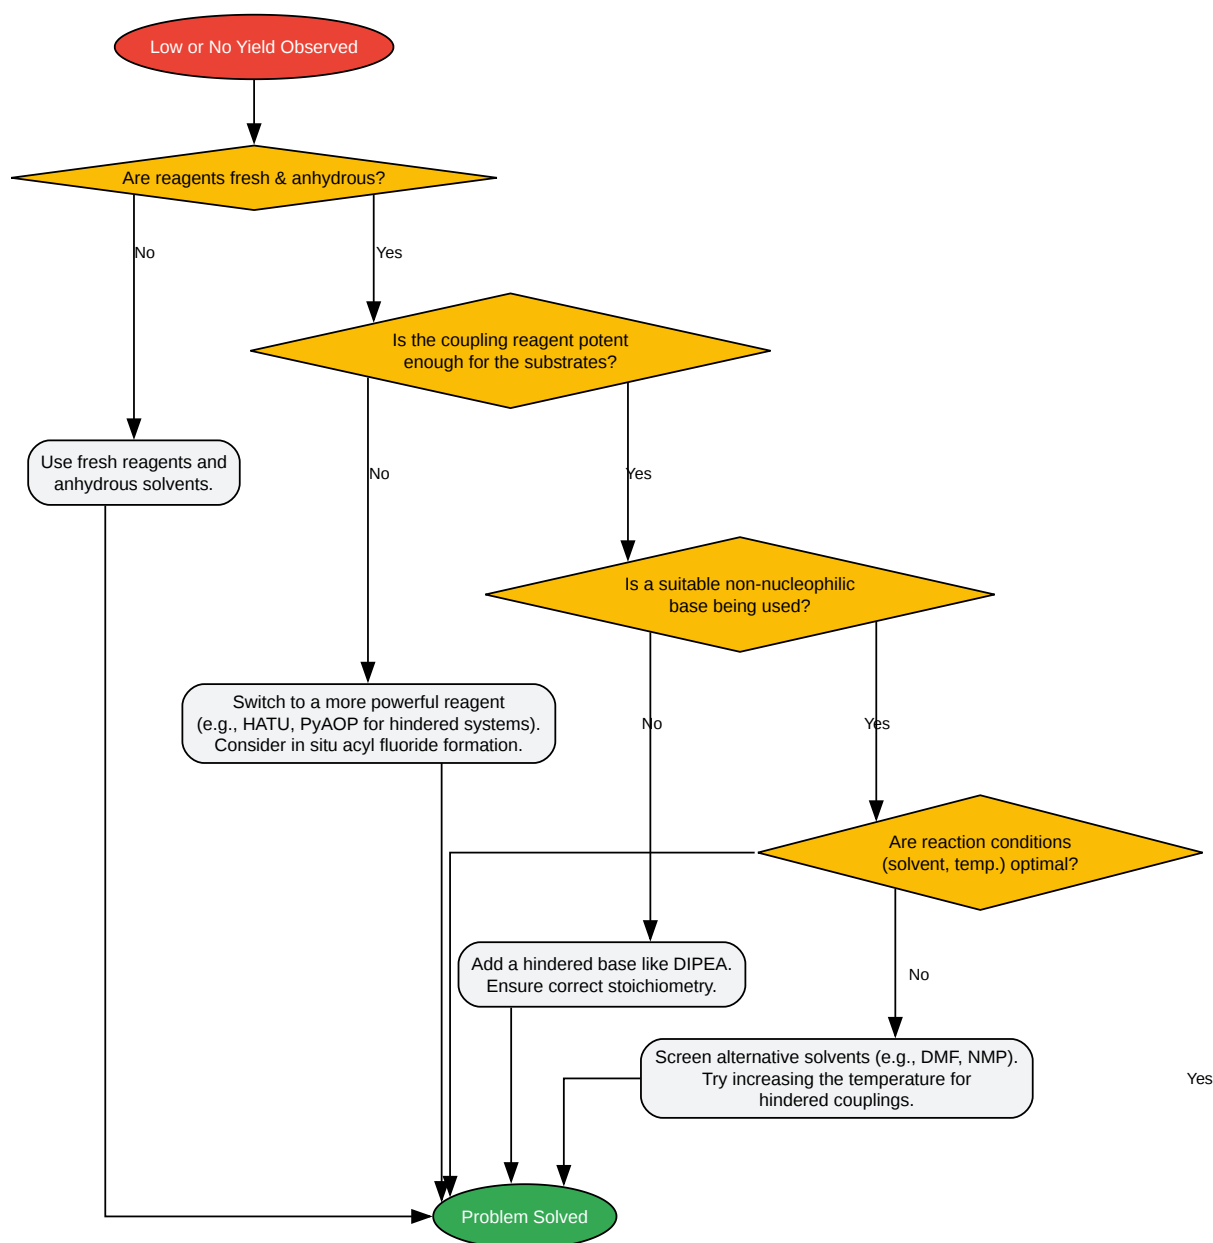 Low or No Yield Observed
Are reagents fresh & anhydrous?
No
Yes
Is the coupling reagent potent
enough for the substrates?
Use fresh reagents and
anhydrous solvents.
No
Yes
Is a suitable non-nucleophilic
base being used?
Switch to a more powerful reagent
(e.g., HATU, PyAOP for hindered systems).
Consider in situ acyl fluoride formation.
No
Yes
Are reaction conditions
(solvent, temp.) optimal?
Add a hindered base like DIPEA.
Ensure correct stoichiometry.
No
Screen alternative solvents (e.g., DMF, NMP).
Try increasing the temperature for
hindered couplings.
Yes
Problem Solved